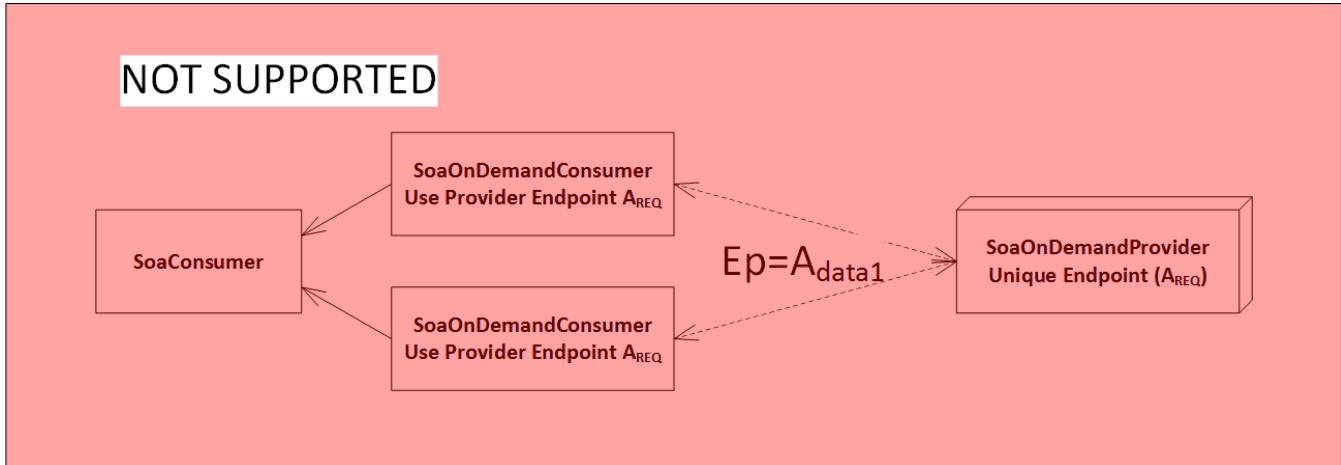 NOT SUPPORTED
SoaOnDemandConsumer
Use Provider Endpoint AREQ
SoaConsumer
Ep=Adata1
SoaOnDemandProvider
Unique Endpoint (AREQ)
SoaOnDemandConsumer
Use Provider Endpoint AREQ